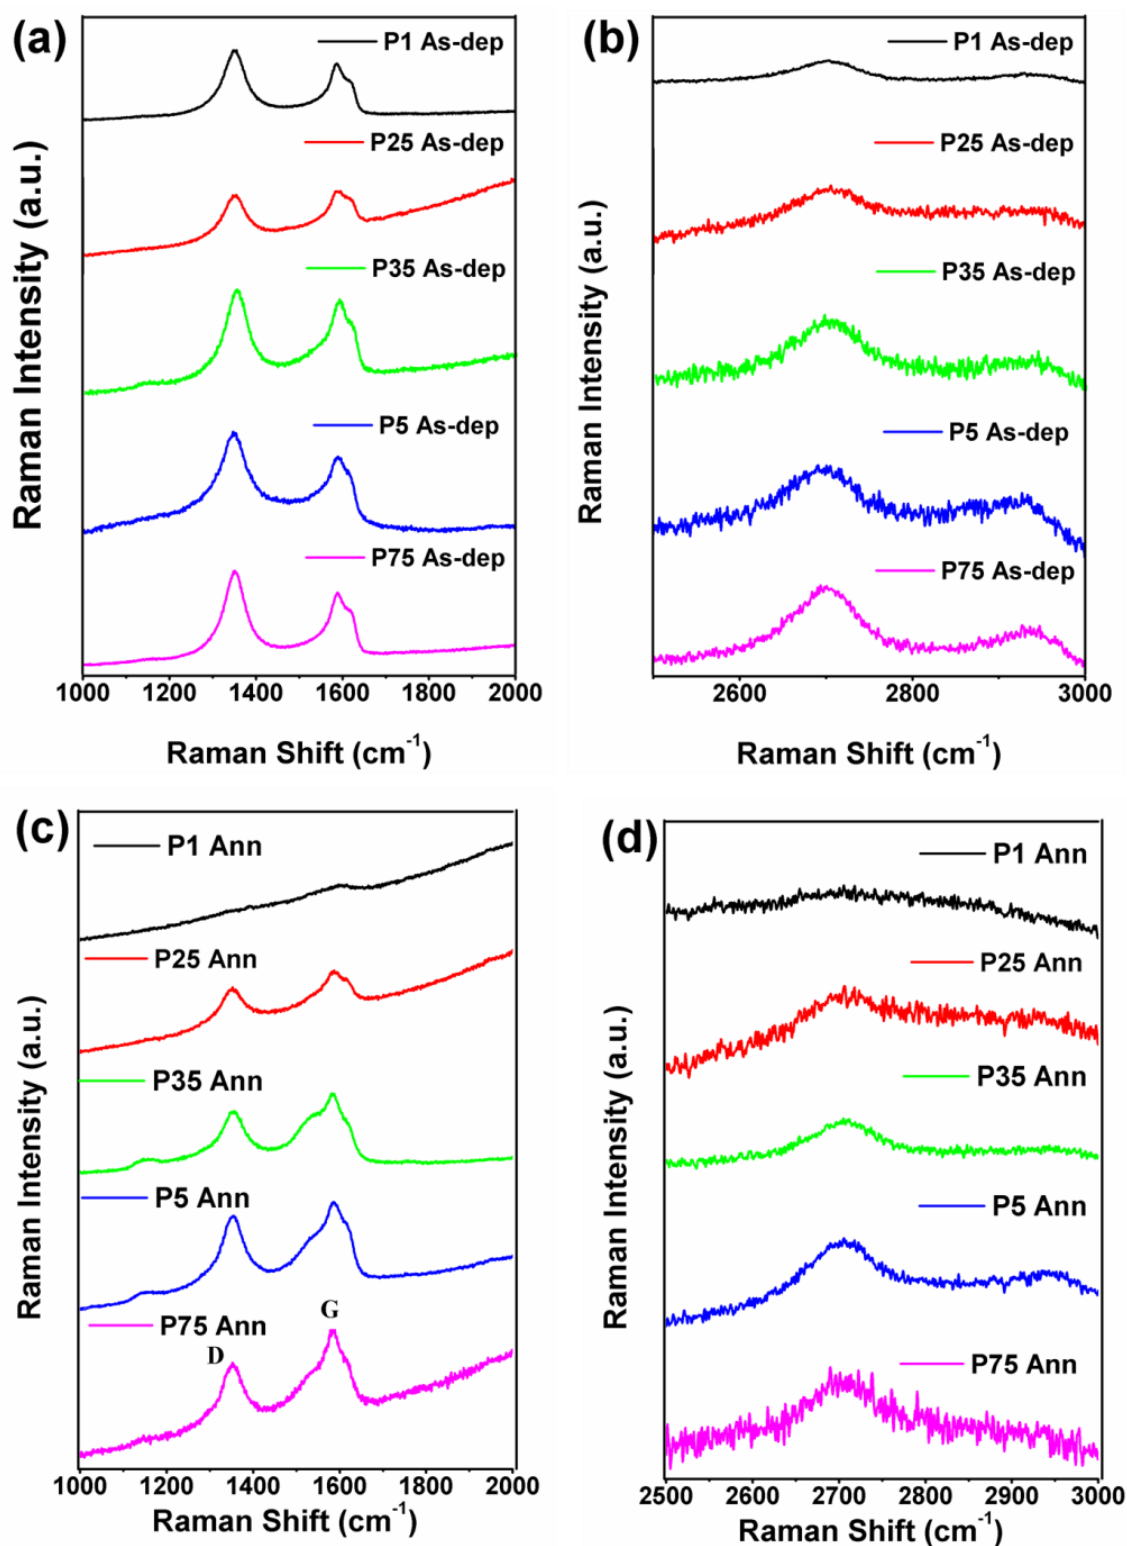 (a)
P1 As-dep
P25 As-dep
P35 As-dep
P5 As-dep
P75 As-dep
Raman Intensity (a.u.)
1000 1200 1400 1600 1800 2000
Raman Shift (cm⁻¹)
(b)
P1 As-dep
P25 As-dep
P35 As-dep
P5 As-dep
P75 As-dep
Raman Intensity (a.u.)
2600 2800 3000
Raman Shift (cm⁻¹)
(c)
P1 Ann
P25 Ann
P35 Ann
P5 Ann
P75 Ann
D
G
Raman Intensity (a.u.)
1000 1200 1400 1600 1800 2000
Raman Shift (cm⁻¹)
(d)
P1 Ann
P25 Ann
P35 Ann
P5 Ann
P75 Ann
Raman Intensity (a.u.)
2500 2600 2700 2800 2900 3000
Raman Shift (cm⁻¹)